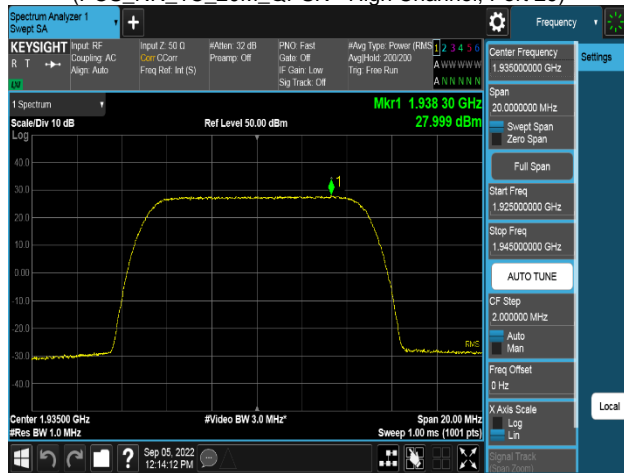 Spectrum Analyzer 1
Swept SA
Frequency
KEYSIGHT
R T
Input: RF
Coupling: AC
Align: Auto
Input Z: 50 Ω
Corr CCorr
Freq Ref: Int (S)
#Atten: 32 dB
Preamp: Off
PNO: Fast
Gate: Off
IF Gain: Low
Sig Track: Off
#Avg Type: Power (RMS
Avg|Hold: 200/200
Trig: Free Run
1 2 3 4 5 6
A W W W W W
A N N N N N
1 Spectrum
Scale/Div 10 dB
Log
Ref Level 50.00 dBm
Mkr1 1.938 30 GHz
27.999 dBm
1
40.0
30.0
20.0
10.0
0.00
-10.0
-20.0
-30.0
-40.0
RMS
Center 1.93500 GHz
#Res BW 1.0 MHz
#Video BW 3.0 MHz*
Span 20.00 MHz
Sweep 1.00 ms (1001 pts)
Sep 05, 2022
12:14:12 PM
Center Frequency
1.935000000 GHz
Settings
Span
20.0000000 MHz
Swept Span
Zero Span
Full Span
Start Freq
1.925000000 GHz
Stop Freq
1.945000000 GHz
AUTO TUNE
CF Step
2.000000 MHz
Auto
Man
Freq Offset
0 Hz
X Axis Scale
Log
Lin
Local
Signal Track
(Span Zoom)